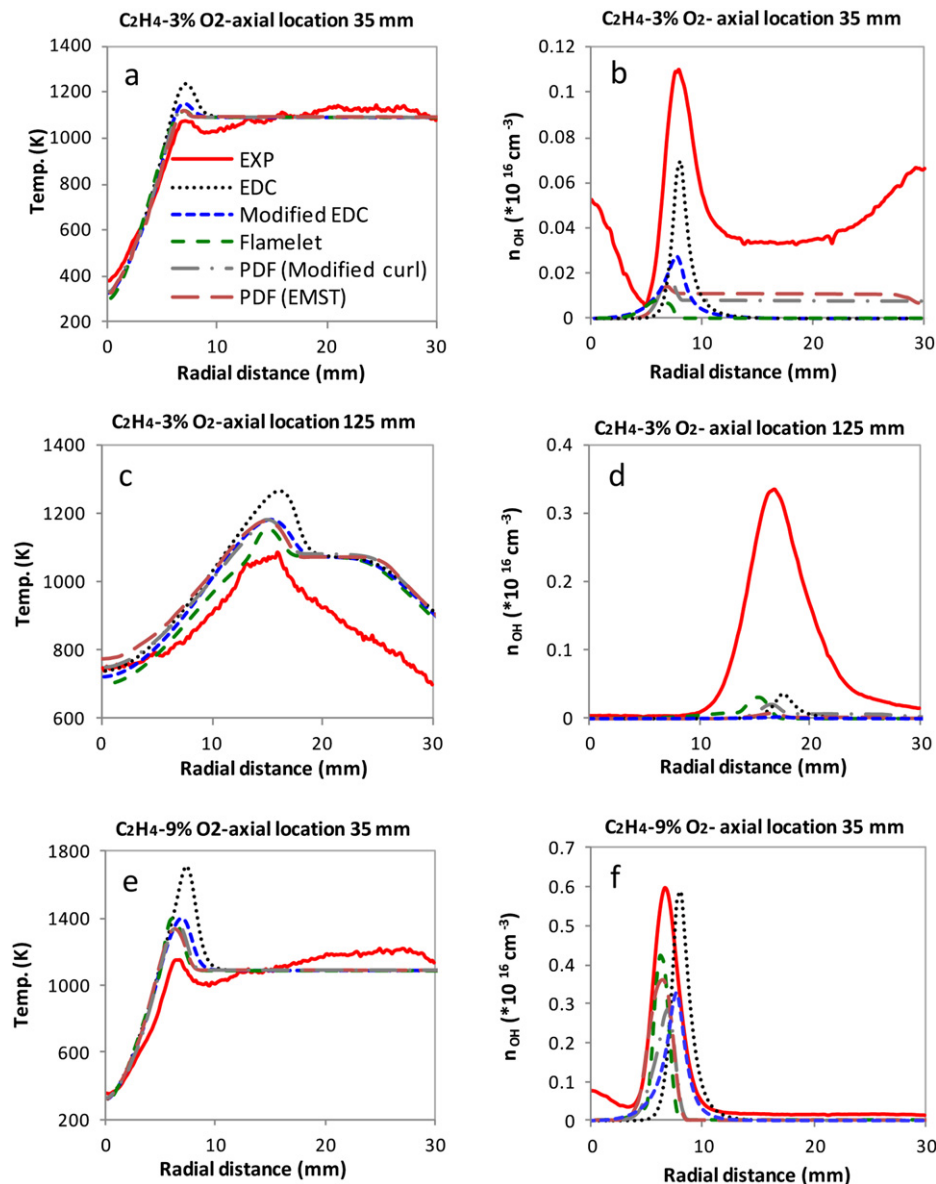 C₂H₄-3% O2-axial location 35 mm
1400
1200
1000
800
600
400
200
0
10
20
30
Temp. (K)
Radial distance (mm)
a
EXP
EDC
Modified EDC
Flamelet
PDF (Modified curl)
PDF (EMST)
C₂H₄-3% O₂- axial location 35 mm
0.12
0.1
0.08
0.06
0.04
0.02
0
0
10
20
30
n OH (*10 ¹⁶ cm⁻³)
Radial distance (mm)
b
C₂H₄-3% O₂-axial location 125 mm
1400
1200
1000
800
600
0
10
20
30
Temp. (K)
Radial distance (mm)
c
C₂H₄-3% O₂- axial location 125 mm
0.4
0.3
0.2
0.1
0
0
10
20
30
n OH (*10 ¹⁶ cm⁻³)
Radial distance (mm)
d
C₂H₄-9% O2-axial location 35 mm
1800
1400
1000
600
200
0
10
20
30
Temp. (K)
Radial distance (mm)
e
C₂H₄-9% O₂- axial location 35 mm
0.7
0.6
0.5
0.4
0.3
0.2
0.1
0
0
10
20
30
n OH (*10 ¹⁶ cm⁻³)
Radial distance (mm)
f